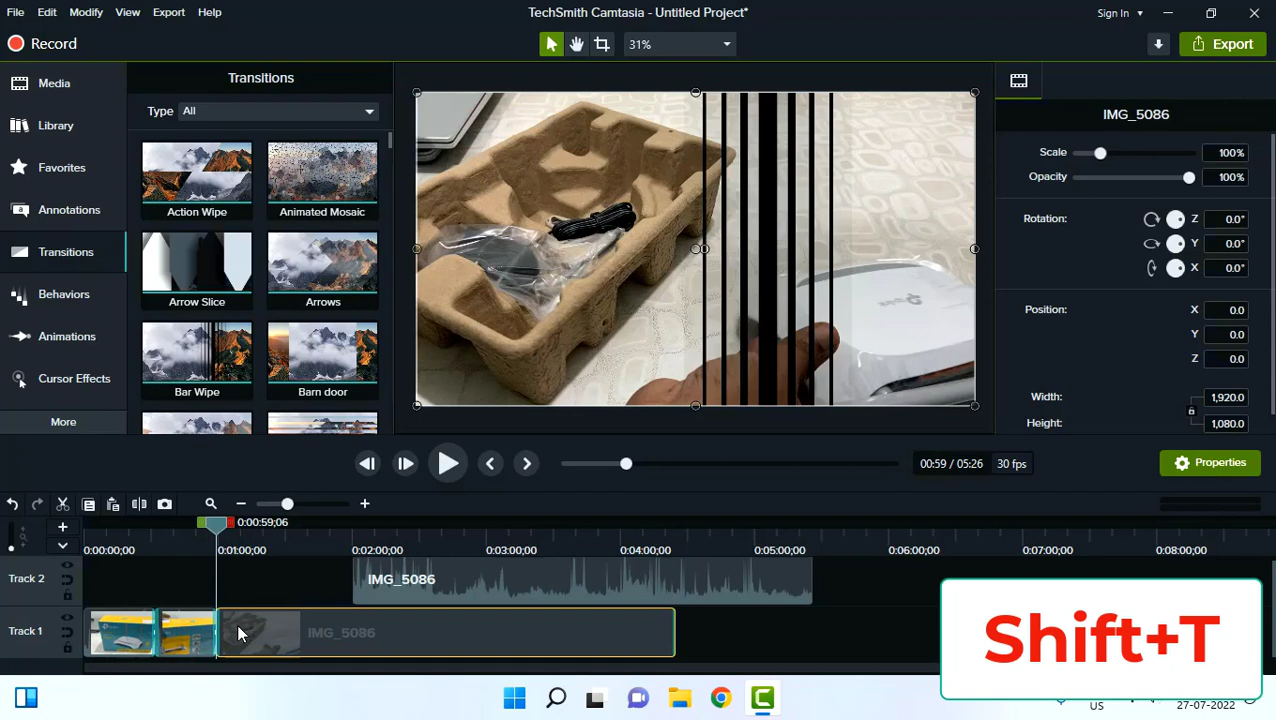 File Edit Modify View Export Help
TechSmith Camtasia - Untitled Project*
Sign In
Record
31%
Export
Media
Library
Favorites
Annotations
Transitions
Behaviors
Animations
Cursor Effects
More
Transitions
Type All
Action Wipe Animated Mosaic
Arrow Slice Arrows
Bar Wipe Barn door
IMG_5086
Scale 100%
Opacity 100%
Rotation: Z 0.0°
Y 0.0°
X 0.0°
Position: X 0.0
Y 0.0
Z 0.0
Width: 1,920.0
Height: 1,080.0
00:59 / 05:26 30 fps
Properties
0:00:59;06
0:00:00;00 0:01:00;00 0:02:00;00 0:03:00;00 0:04:00;00 0:05:00;00 0:06:00;00 0:07:00;00 0:08:00;00
Track 2
IMG_5086
Track 1
IMG_5086
Shift+T
US
27-07-2022